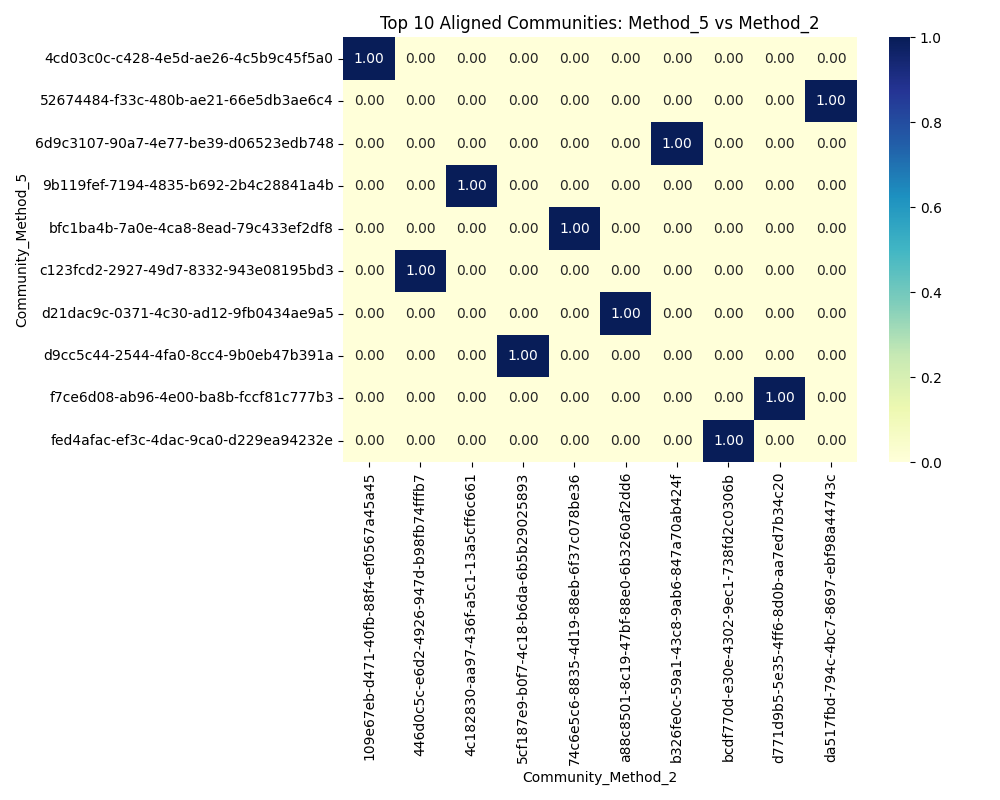 Top 10 Aligned Communities: Method_5 vs Method_2
Community_Method_5
4cd03c0c-c428-4e5d-ae26-4c5b9c45f5a0 1.00 0.00 0.00 0.00 0.00 0.00 0.00 0.00 0.00 0.00
52674484-f33c-480b-ae21-66e5db3ae6c4 0.00 0.00 0.00 0.00 0.00 0.00 0.00 0.00 0.00 1.00
6d9c3107-90a7-4e77-be39-d06523edb748 0.00 0.00 0.00 0.00 0.00 0.00 1.00 0.00 0.00 0.00
9b119fef-7194-4835-b692-2b4c28841a4b 0.00 0.00 1.00 0.00 0.00 0.00 0.00 0.00 0.00 0.00
bfc1ba4b-7a0e-4ca8-8ead-79c433ef2df8 0.00 0.00 0.00 0.00 1.00 0.00 0.00 0.00 0.00 0.00
c123fcd2-2927-49d7-8332-943e08195bd3 0.00 1.00 0.00 0.00 0.00 0.00 0.00 0.00 0.00 0.00
d21dac9c-0371-4c30-ad12-9fb0434ae9a5 0.00 0.00 0.00 0.00 0.00 1.00 0.00 0.00 0.00 0.00
d9cc5c44-2544-4fa0-8cc4-9b0eb47b391a 0.00 0.00 0.00 1.00 0.00 0.00 0.00 0.00 0.00 0.00
f7ce6d08-ab96-4e00-ba8b-fccf81c777b3 0.00 0.00 0.00 0.00 0.00 0.00 0.00 0.00 1.00 0.00
fed4afac-ef3c-4dac-9ca0-d229ea94232e 0.00 0.00 0.00 0.00 0.00 0.00 0.00 1.00 0.00 0.00
109e67eb-d471-40fb-88f4-ef0567a45a45
446d0c5c-e6d2-4926-947d-b98fb74fffb7
4c182830-aa97-436f-a5c1-13a5cff6c661
5cf187e9-b0f7-4c18-b6da-6b5b29025893
74c6e5c6-8835-4d19-88eb-6f37c078be36
a88c8501-8c19-47bf-88e0-6b3260af2dd6
b326fe0c-59a1-43c8-9ab6-847a70ab424f
bcdf770d-e30e-4302-9ec1-738fd2c0306b
d771d9b5-5e35-4ff6-8d0b-aa7ed7b34c20
da517fbd-794c-4bc7-8697-ebf98a44743c
Community_Method_2
1.0
0.8
0.6
0.4
0.2
0.0